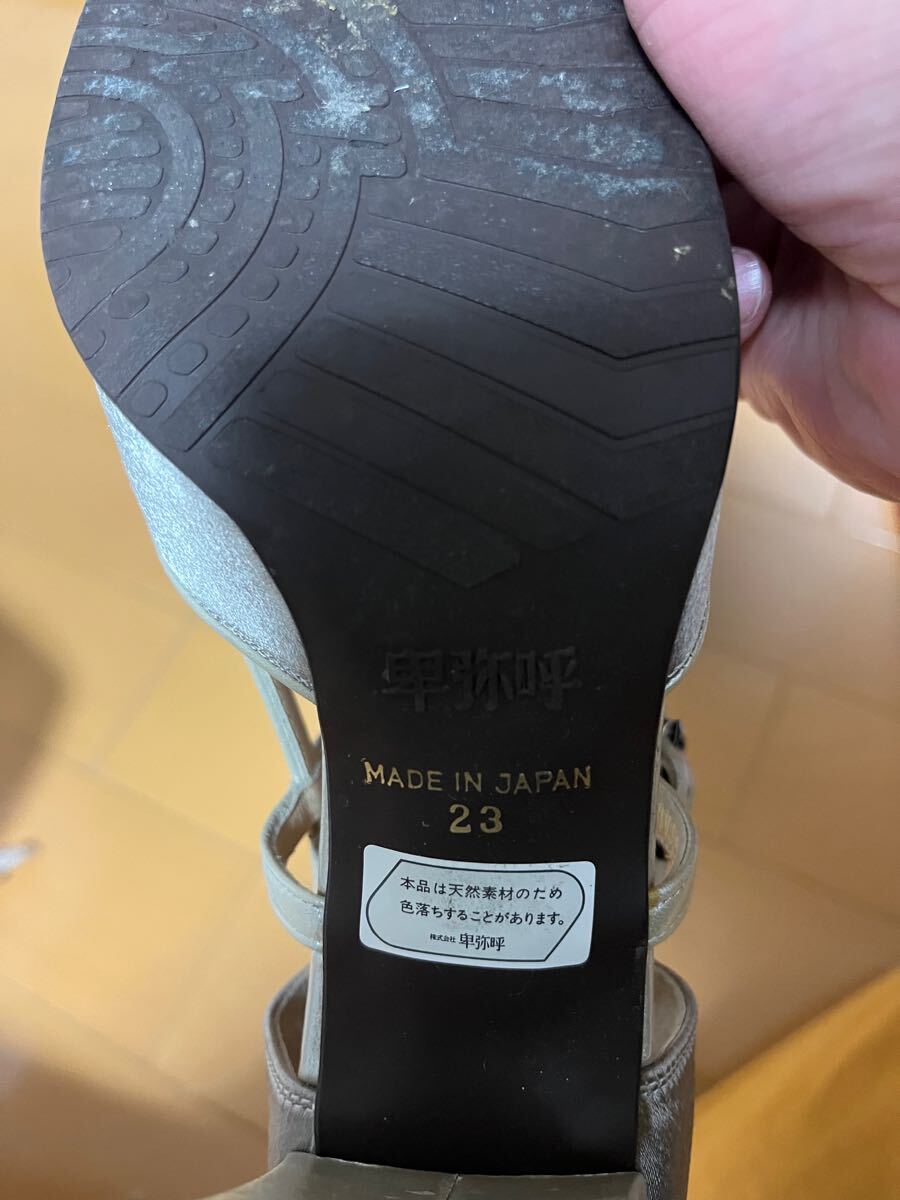 卑弥呼
MADE IN JAPAN
23
本品は天然素材のため
色落ちすることがあります。
株式会社 卑弥呼